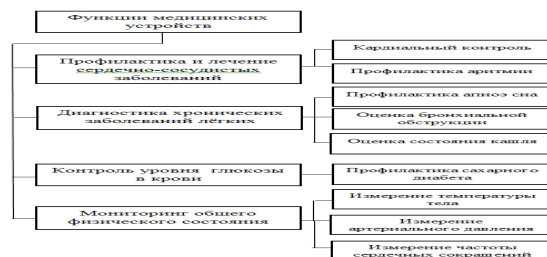 Функции медицинских
устройств
Профилактика и лечение
сердечно-сосудистых
заболеваний
Кардиальный контроль
Профилактика аритмии
Диагностика хронических
заболеваний лёгких
Профилактика апноэ сна
Оценка бронхиальной
обструкции
Оценка состояния кашля
Контроль уровня глюкозы
в крови
Профилактика сахарного
диабета
Мониторинг общего
физического состояния
Измерение температуры
тела
Измерение
артериального давления
Измерение частоты
сердечных сокращений